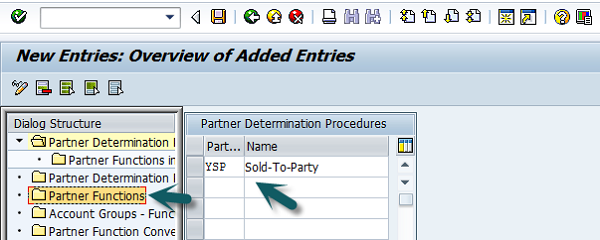 New Entries: Overview of Added Entries
Dialog Structure
Partner Determination
Partner Functions in
Partner Determination
Partner Functions
Account Groups - Func
Partner Function Conve
Partner Determination Procedures
Part... Name
YSP Sold-To-Party